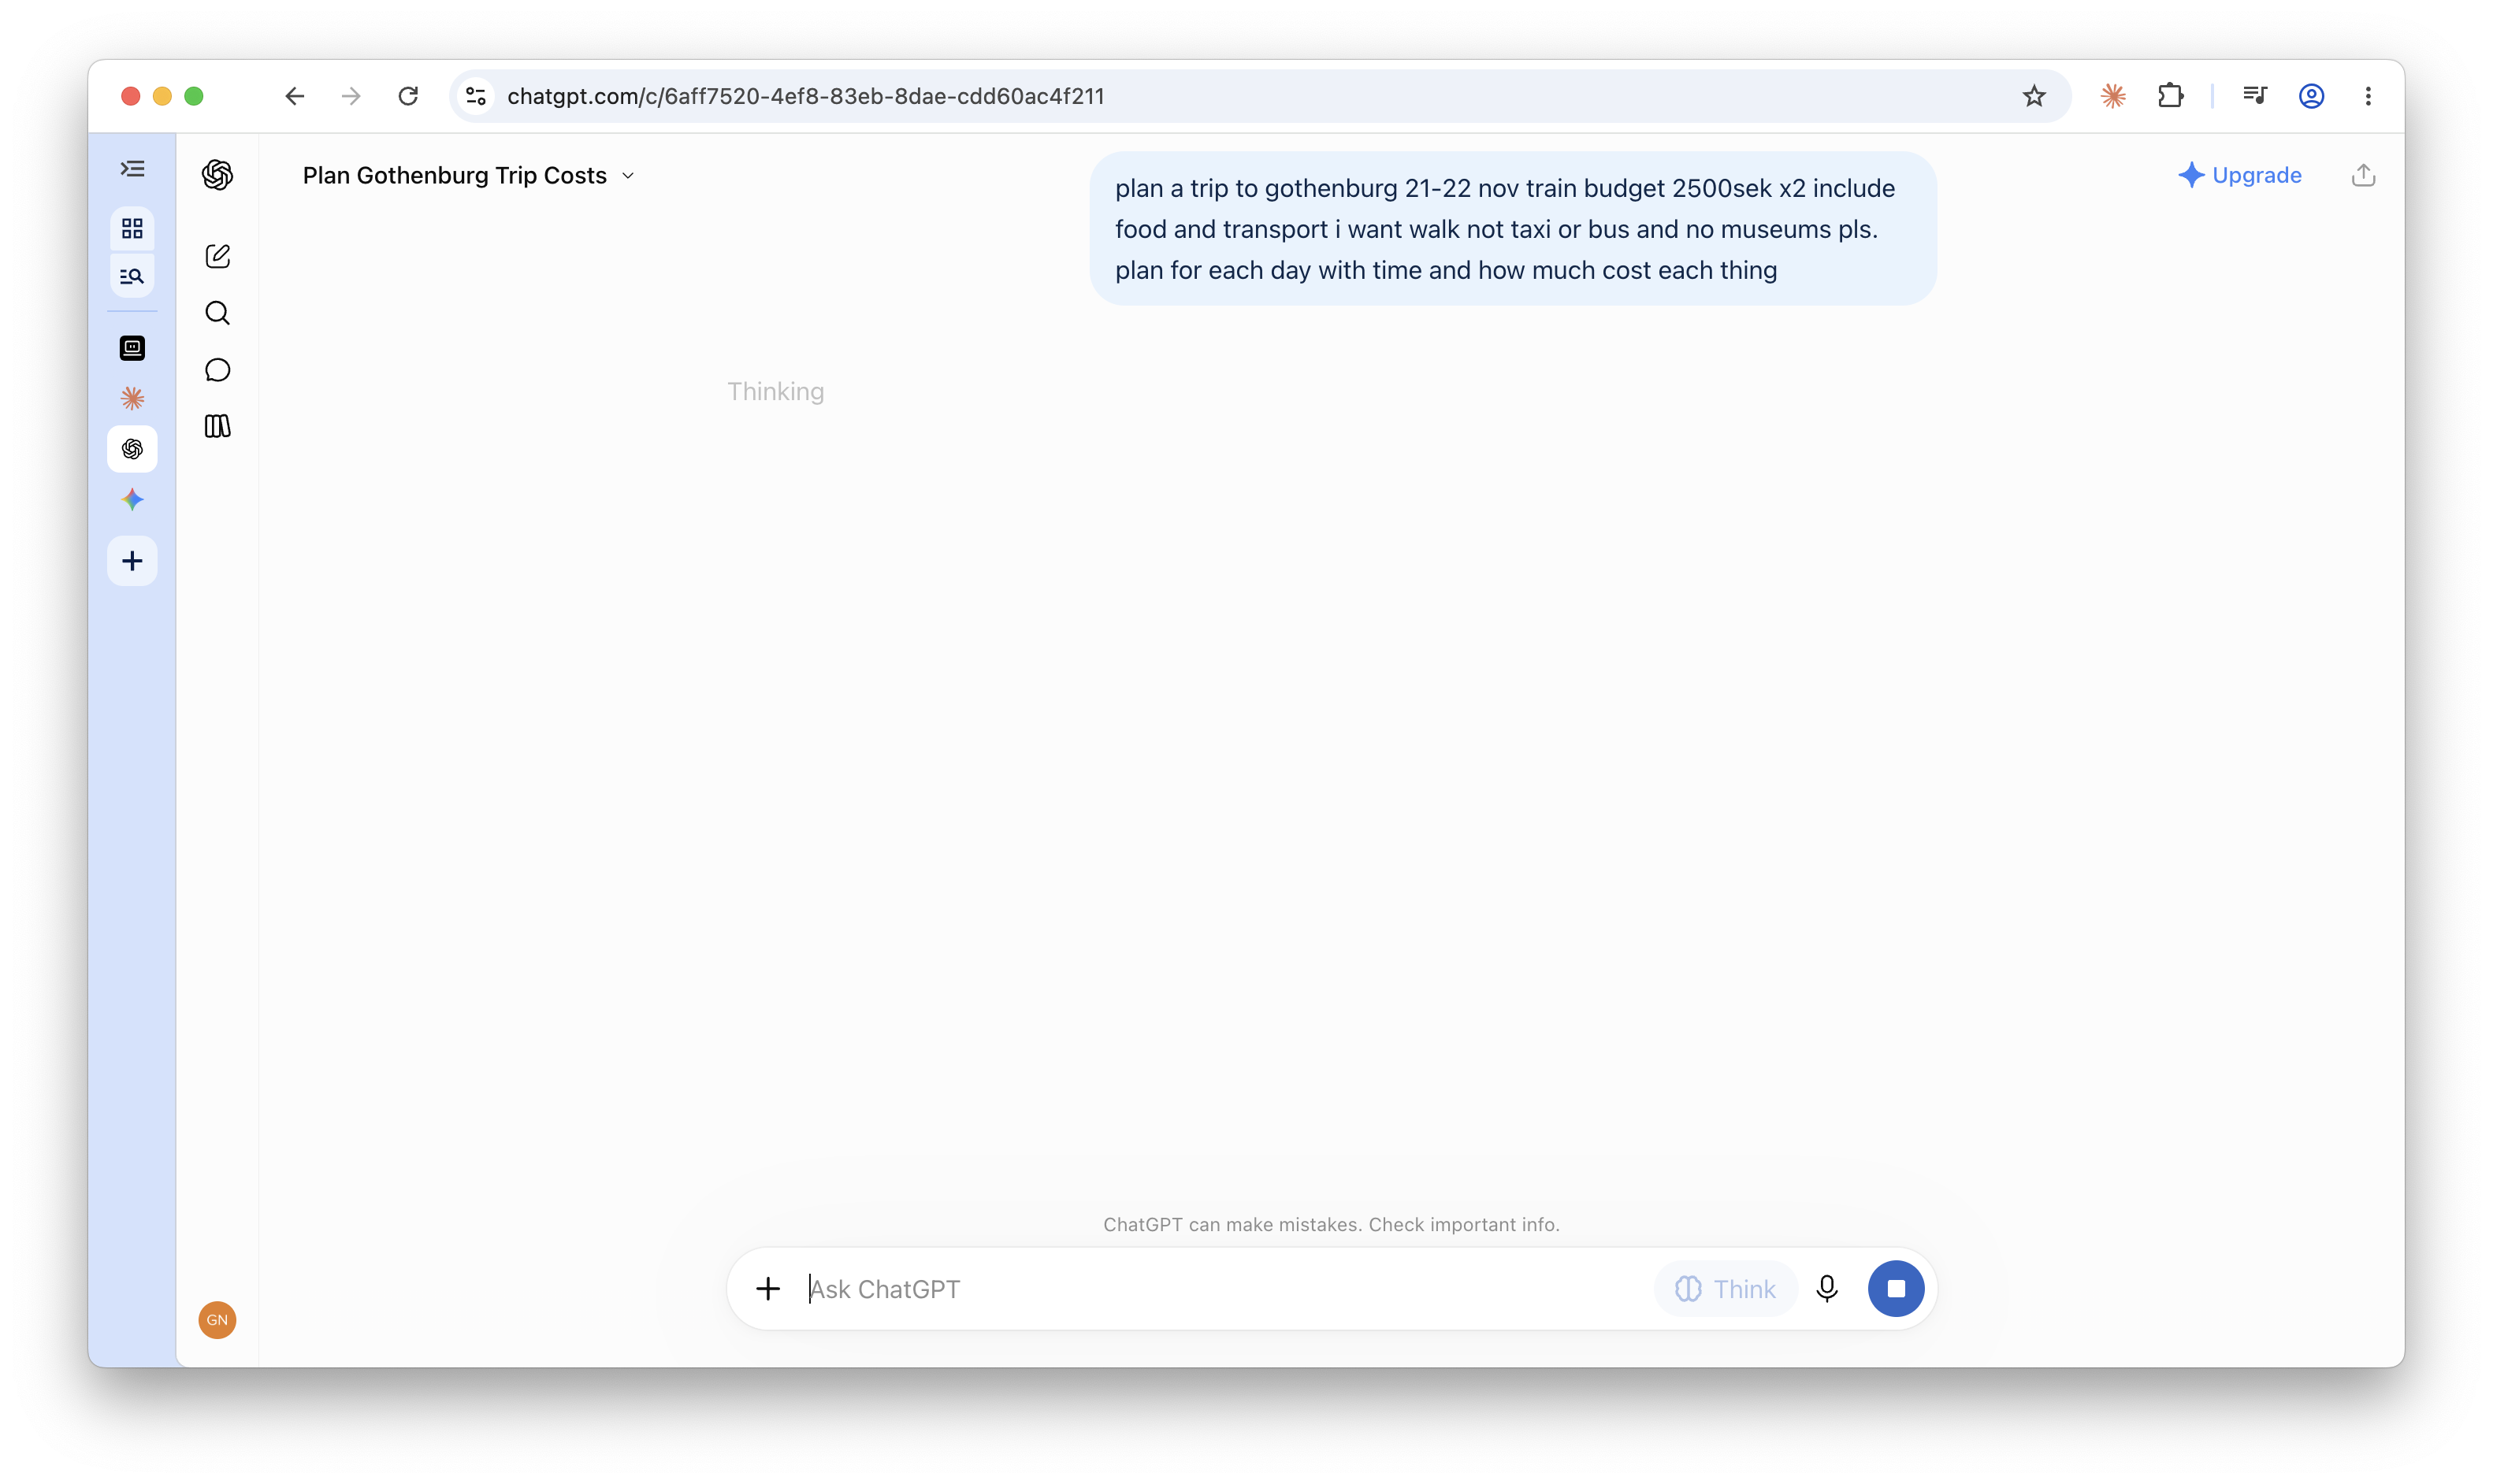 chatgpt.com/c/6aff7520-4ef8-83eb-8dae-cdd60ac4f211
Plan Gothenburg Trip Costs
Upgrade
plan a trip to gothenburg 21-22 nov train budget 2500sek x2 include
food and transport i want walk not taxi or bus and no museums pls.
plan for each day with time and how much cost each thing
Thinking
ChatGPT can make mistakes. Check important info.
Ask ChatGPT
Think
GN